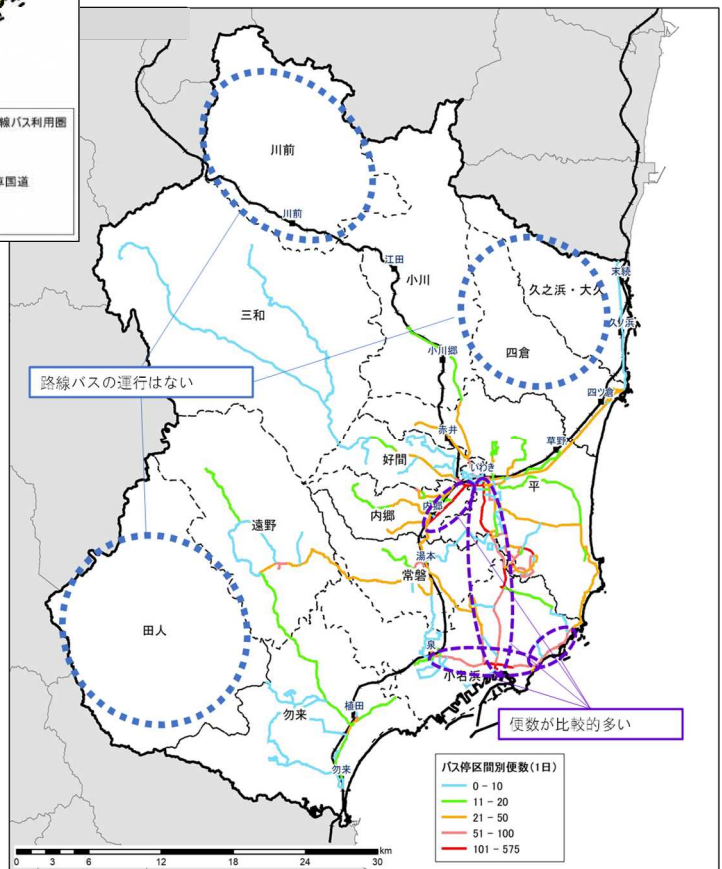 線バス利用圏
国道
川前
川前
江田
小川
末続
久之浜・大久
久ノ浜
三和
四倉
小川郷
路線バスの運行はない
四ツ倉
赤井
草野
好間
いわき
平
内郷
内郷
遠野
湯本
常磐
田人
泉
小名浜
植田
勿来
便数が比較的多い
勿来
バス停区間別便数(1日)
0 - 10
11 - 20
21 - 50
51 - 100
101 - 575
km
0 3 6 12 18 24 30